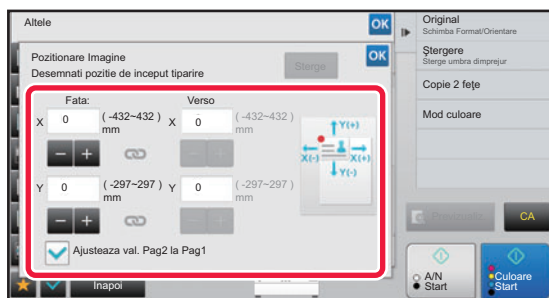 Altele
OK
Pozitionare Imagine
Desemnati pozitie de inceput tiparire
Sterge
OK
Fata:
Verso
X
0
( -432~432 )
mm
X
0
( -432~432 )
mm
Y
0
( -297~297 )
mm
Y
0
( -297~297 )
mm
Y(+)
X(-)
X(+)
Y(-)
Ajusteaza val. Pag2 la Pag1
Inapoi
Original
Schimba Format/Orientare
Ştergere
Sterge umbra dimprejur
Copie 2 feţe
Mod culoare
CA
A/N
Start
Culoare
Start